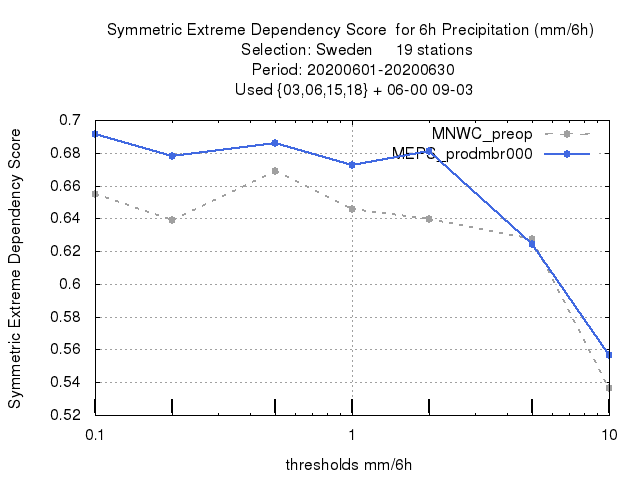 Symmetric Extreme Dependency Score for 6h Precipitation (mm/6h)
Selection: Sweden 19 stations
Period: 20200601-20200630
Used {03,06,15,18} + 06-00 09-03
Symmetric Extreme Dependency Score
0.7
0.68
0.66
0.64
0.62
0.6
0.58
0.56
0.54
0.52
MNWC_preop
MEPS_prodmbr000
0.1
1
10
thresholds mm/6h